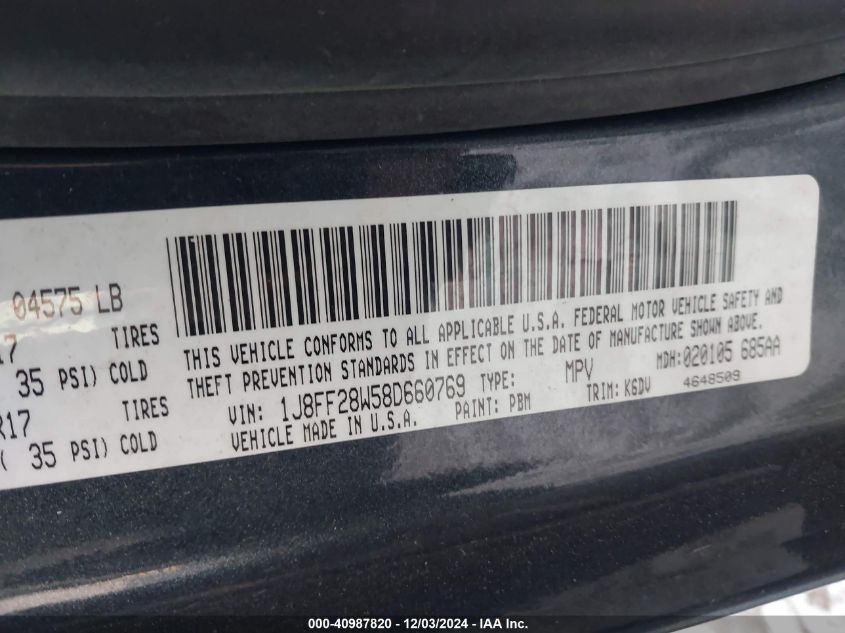 04575 LB
17 TIRES
( 35 PSI) COLD
R17 TIRES
( 35 PSI) COLD
THIS VEHICLE CONFORMS TO ALL APPLICABLE U.S.A. FEDERAL MOTOR VEHICLE SAFETY AND
THEFT PREVENTION STANDARDS IN EFFECT ON THE DATE OF MANUFACTURE SHOWN ABOVE.
VIN: 1J8FF28W58D660769 TYPE: MPV MDH:020105 685AA
VEHICLE MADE IN U.S.A. PAINT: PBM TRIM: K6DV 4648509
000-40987820 - 12/03/2024 - IAA Inc.